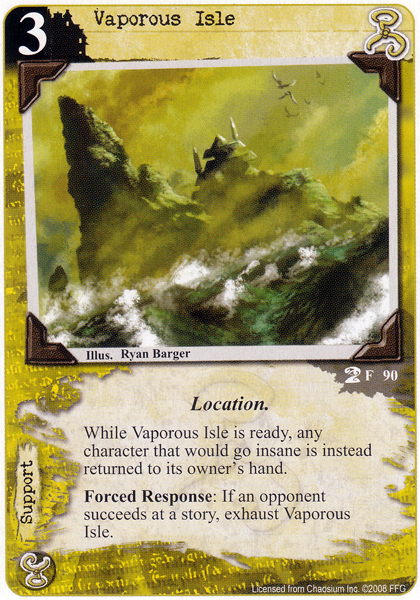 3
Vaporous Isle
Illus. Ryan Barger
F 90
Location.
While Vaporous Isle is ready, any
character that would go insane is instead
returned to its owner's hand.
Forced Response: If an opponent
succeeds at a story, exhaust Vaporous
Isle.
Support
Licensed from Chaosium Inc. ©2008 FFG